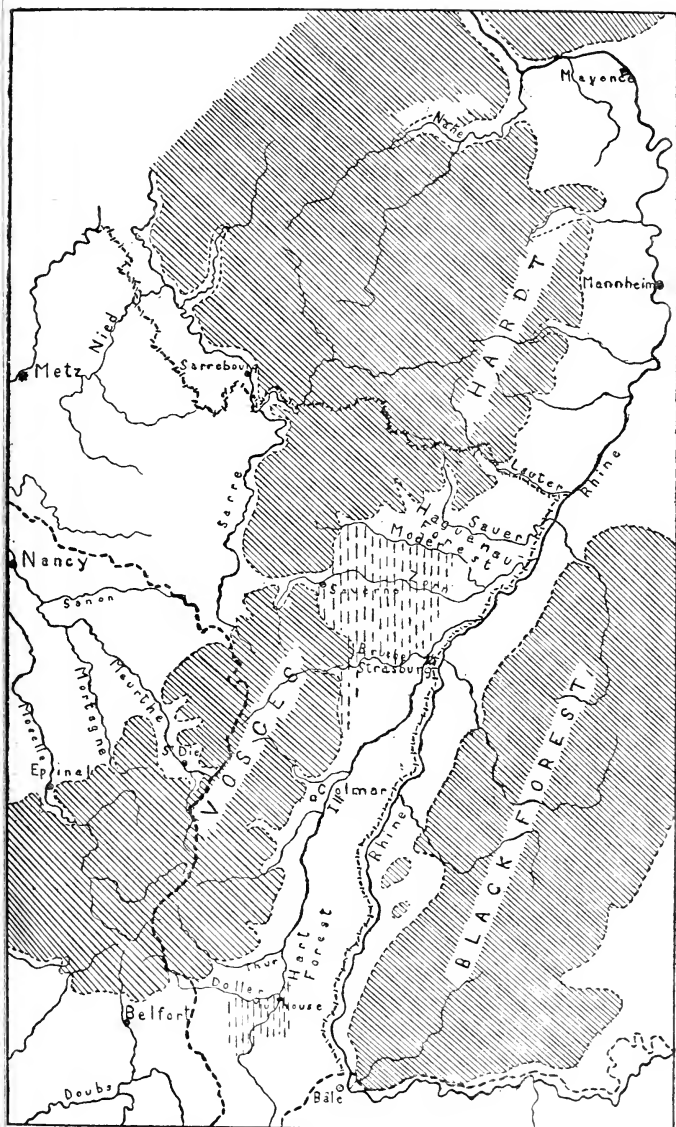 Mayence
Nahe
HARDT
Mannheim
Nied
Metz
Sarrebourg
Lauter
Rhine
Sarre
Haguenau
Forest
Sauer
Moder
Nancy
Zorn
Saverne
Sanon
Bruche
Strasburg
Meurthe
Mortagne
Moselle
St Die
VOSGES
BLACK FOREST
Epinal
Colmar
Ill
Rhine
Hart
Forest
Thur
Doller
Belfort
Doubs
Bâle